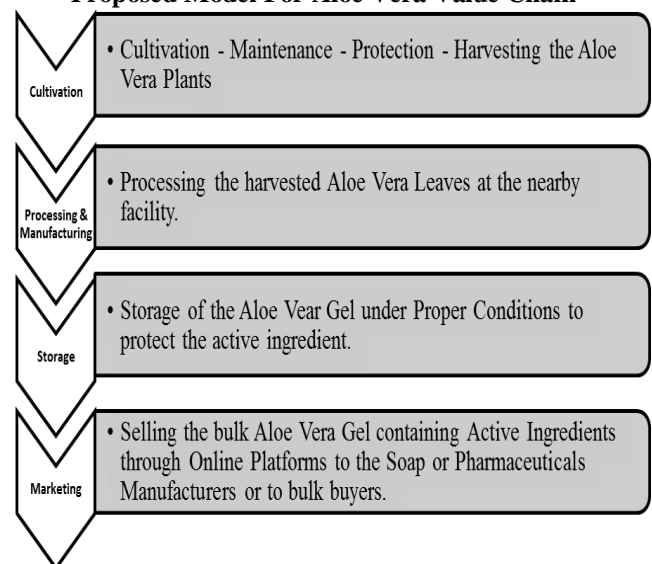 Proposed Model For Aloe Vera Value Chain
Cultivation
• Cultivation - Maintenance - Protection - Harvesting the Aloe
Vera Plants
Processing &
Manufacturing
• Processing the harvested Aloe Vera Leaves at the nearby
facility.
Storage
• Storage of the Aloe Vear Gel under Proper Conditions to
protect the active ingredient.
Marketing
• Selling the bulk Aloe Vera Gel containing Active Ingredients
through Online Platforms to the Soap or Pharmaceuticals
Manufacturers or to bulk buyers.